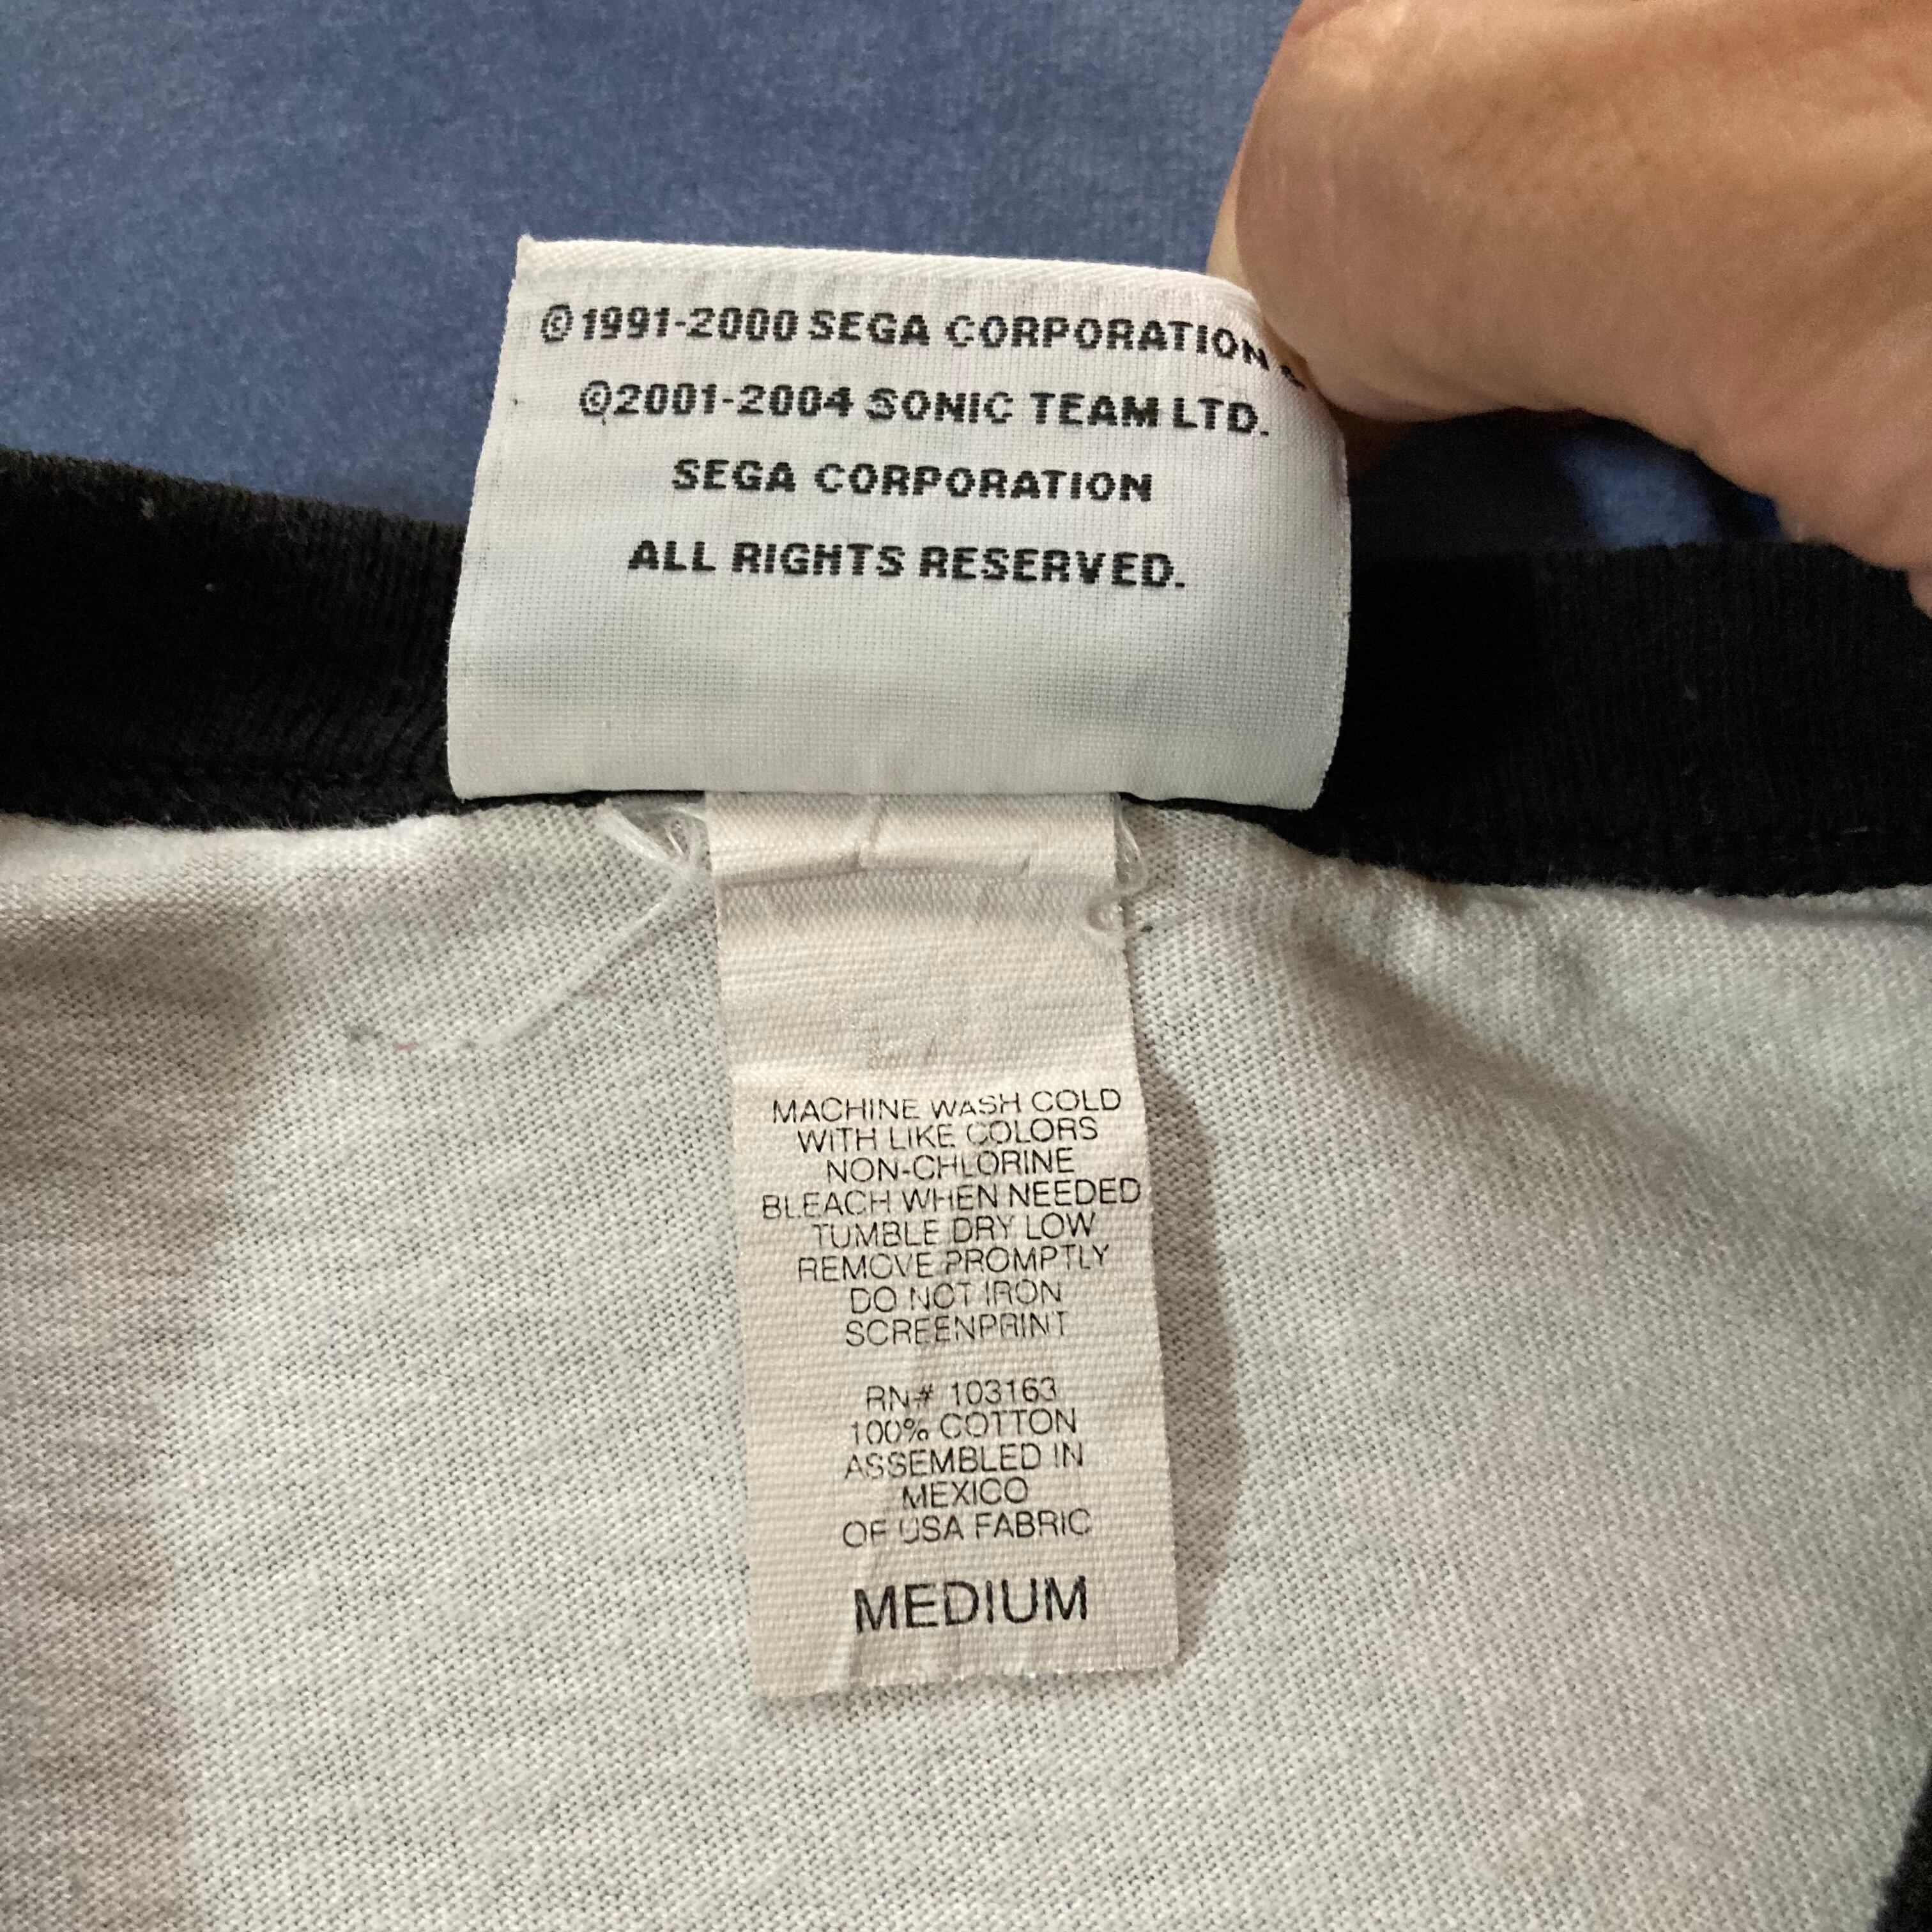 ©1991-2000 SEGA CORPORATION &
©2001-2004 SONIC TEAM LTD.
SEGA CORPORATION
ALL RIGHTS RESERVED.
MACHINE WASH COLD
WITH LIKE COLORS
NON-CHLORINE
BLEACH WHEN NEEDED
TUMBLE DRY LOW
REMOVE PROMPTLY
DO NOT IRON
SCREENPRINT
RN# 103163
100% COTTON
ASSEMBLED IN
MEXICO
OF USA FABRIC
MEDIUM